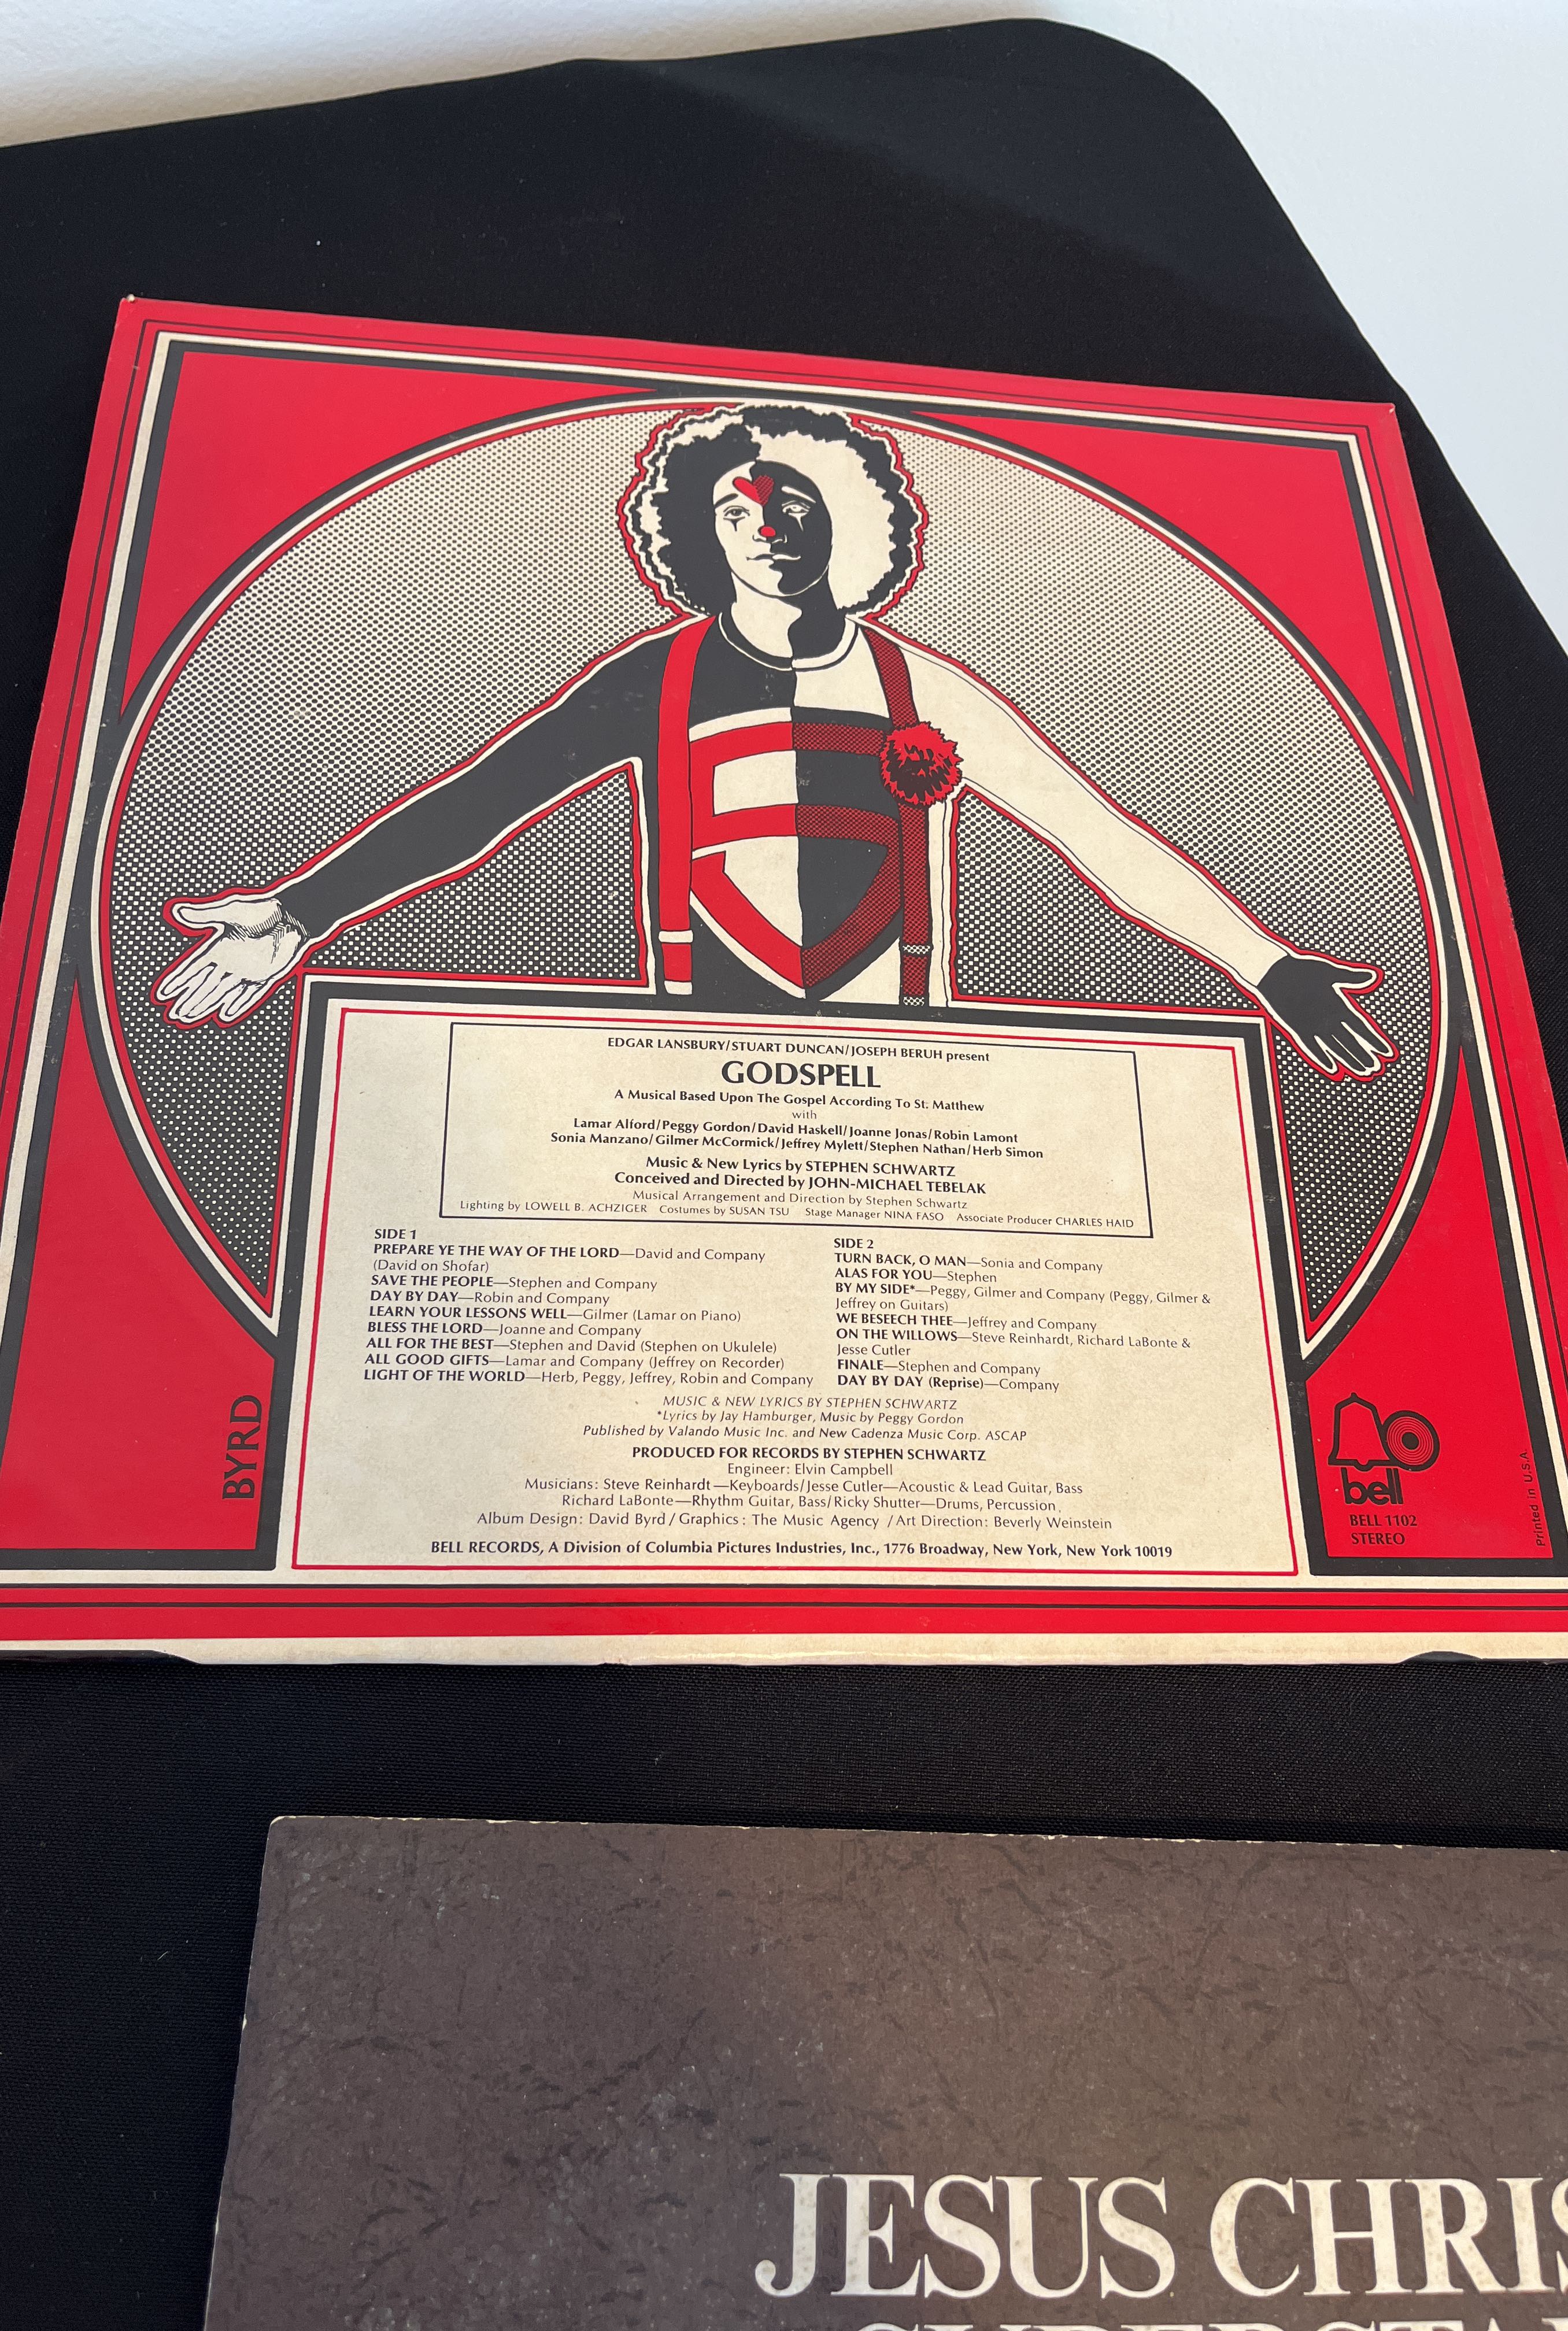 EDGAR LANSBURY/STUART DUNCAN/JOSEPH BERUH present
GODSPELL
A Musical Based Upon The Gospel According To St. Matthew
with
Lamar Alford/Peggy Gordon/David Haskell/Joanne Jonas/Robin Lamont
Sonia Manzano/Gilmer McCormick/Jeffrey Mylett/Stephen Nathan/Herb Simon
Music & New Lyrics by STEPHEN SCHWARTZ
Conceived and Directed by JOHN-MICHAEL TEBELAK
Musical Arrangement and Direction by Stephen Schwartz
Lighting by LOWELL B. ACHZIGER Costumes by SUSAN TSU Stage Manager NINA FASO Associate Producer CHARLES HAID
SIDE 1
PREPARE YE THE WAY OF THE LORD—David and Company
(David on Shofar)
SAVE THE PEOPLE—Stephen and Company
DAY BY DAY—Robin and Company
LEARN YOUR LESSONS WELL—Gilmer (Lamar on Piano)
BLESS THE LORD—Joanne and Company
ALL FOR THE BEST—Stephen and David (Stephen on Ukulele)
ALL GOOD GIFTS—Lamar and Company (Jeffrey on Recorder)
LIGHT OF THE WORLD—Herb, Peggy, Jeffrey, Robin and Company
SIDE 2
TURN BACK, O MAN—Sonia and Company
ALAS FOR YOU—Stephen
BY MY SIDE*—Peggy, Gilmer and Company (Peggy, Gilmer &
Jeffrey on Guitars)
WE BESEECH THEE—Jeffrey and Company
ON THE WILLOWS—Steve Reinhardt, Richard LaBonte &
Jesse Cutler
FINALE—Stephen and Company
DAY BY DAY (Reprise)—Company
MUSIC & NEW LYRICS BY STEPHEN SCHWARTZ
*Lyrics by Jay Hamburger, Music by Peggy Gordon
Published by Valando Music Inc. and New Cadenza Music Corp. ASCAP
PRODUCED FOR RECORDS BY STEPHEN SCHWARTZ
Engineer: Elvin Campbell
Musicians: Steve Reinhardt—Keyboards/Jesse Cutler—Acoustic & Lead Guitar, Bass
Richard LaBonte—Rhythm Guitar, Bass/Ricky Shutter—Drums, Percussion
Album Design: David Byrd / Graphics: The Music Agency / Art Direction: Beverly Weinstein
BELL RECORDS, A Division of Columbia Pictures Industries, Inc., 1776 Broadway, New York, New York 10019
BYRD
bell
BELL 1102
STEREO
Printed in U.S.A.
JESUS CHRIS